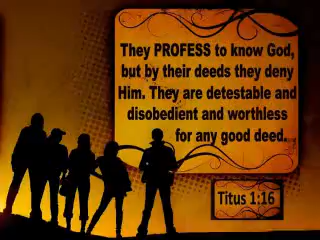 They PROFESS to know God,
but by their deeds they deny
Him. They are detestable and
disobedient and worthless
for any good deed.
Titus 1:16